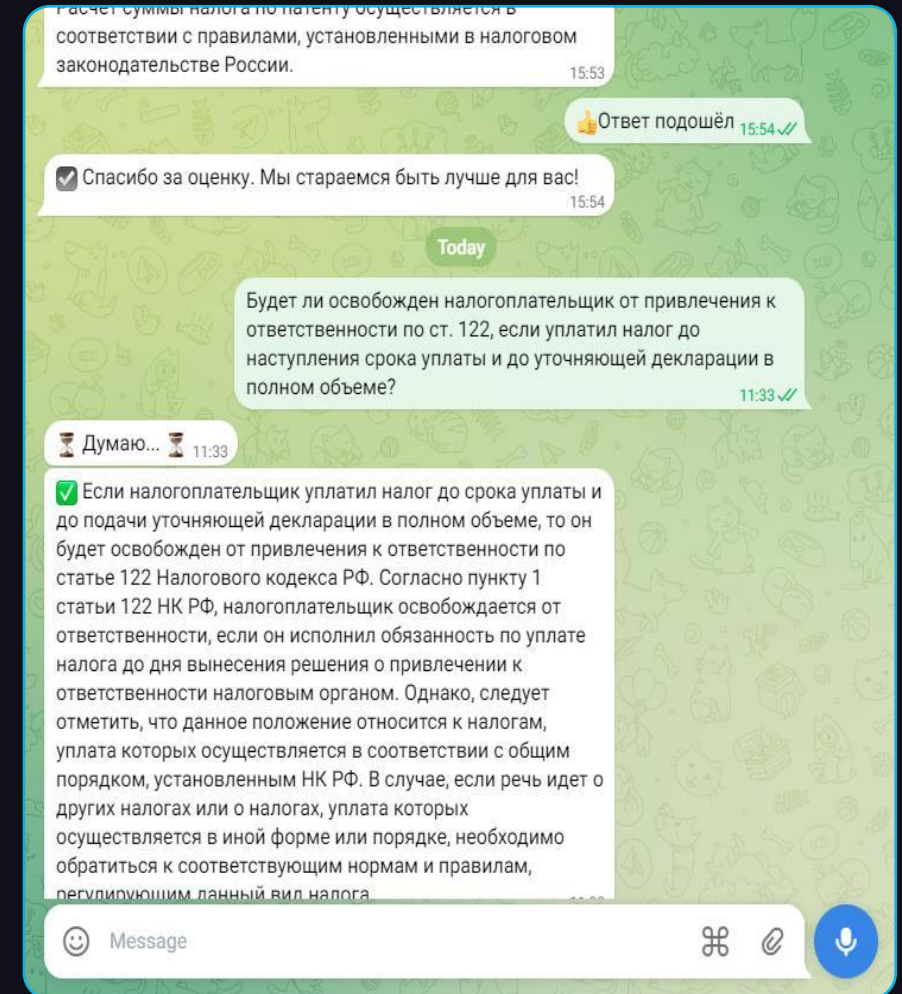 Расчет суммы налога по патенту осуществляется в
соответствии с правилами, установленными в налоговом
законодательстве России.
15:53
👍Ответ подошёл 15:54
☑ Спасибо за оценку. Мы стараемся быть лучше для вас!
15:54
Today
Будет ли освобожден налогоплательщик от привлечения к
ответственности по ст. 122, если уплатил налог до
наступления срока уплаты и до уточняющей декларации в
полном объеме?
11:33
⏳ Думаю... ⏳ 11:33
✅ Если налогоплательщик уплатил налог до срока уплаты и
до подачи уточняющей декларации в полном объеме, то он
будет освобожден от привлечения к ответственности по
статье 122 Налогового кодекса РФ. Согласно пункту 1
статьи 122 НК РФ, налогоплательщик освобождается от
ответственности, если он исполнил обязанность по уплате
налога до дня вынесения решения о привлечении к
ответственности налоговым органом. Однако, следует
отметить, что данное положение относится к налогам,
уплата которых осуществляется в соответствии с общим
порядком, установленным НК РФ. В случае, если речь идет о
других налогах или о налогах, уплата которых
осуществляется в иной форме или порядке, необходимо
обратиться к соответствующим нормам и правилам,
регулирующим данный вид налога.
Message